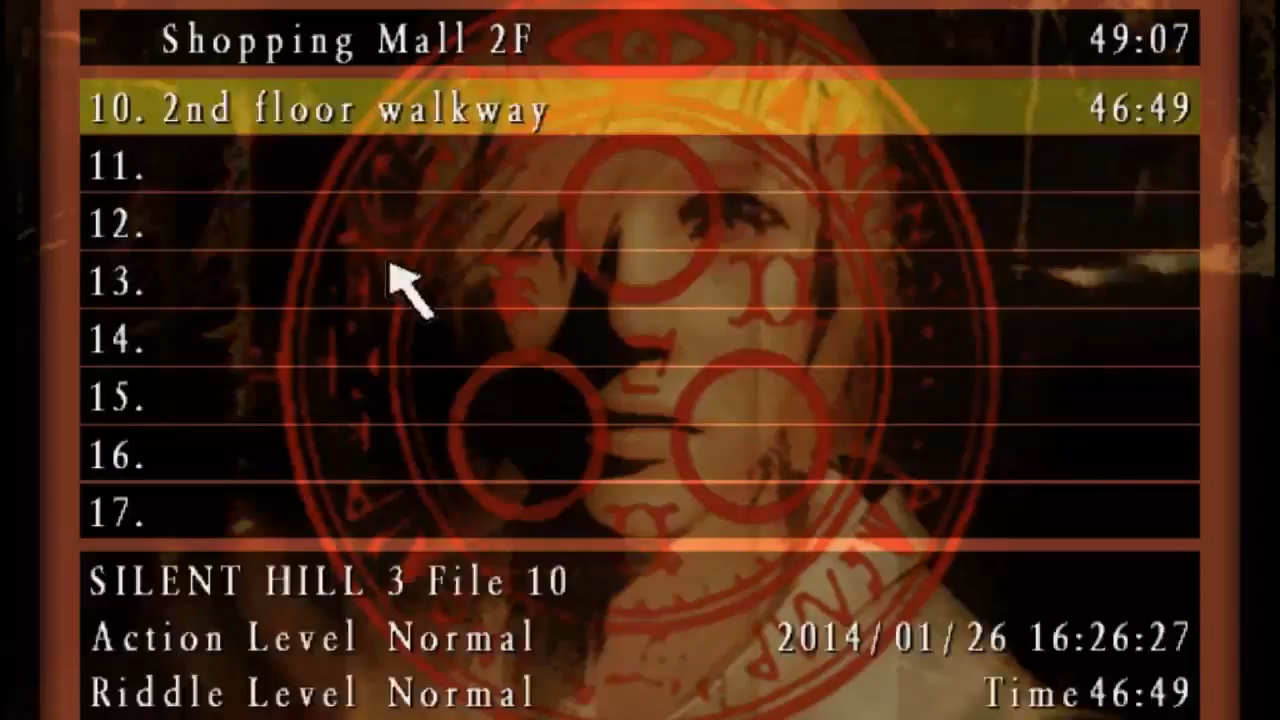 Shopping Mall 2F 49:07
10. 2nd floor walkway 46:49
11.
12.
13.
14.
15.
16.
17.
SILENT HILL 3 File 10
Action Level Normal 2014/01/26 16:26:27
Riddle Level Normal Time 46:49